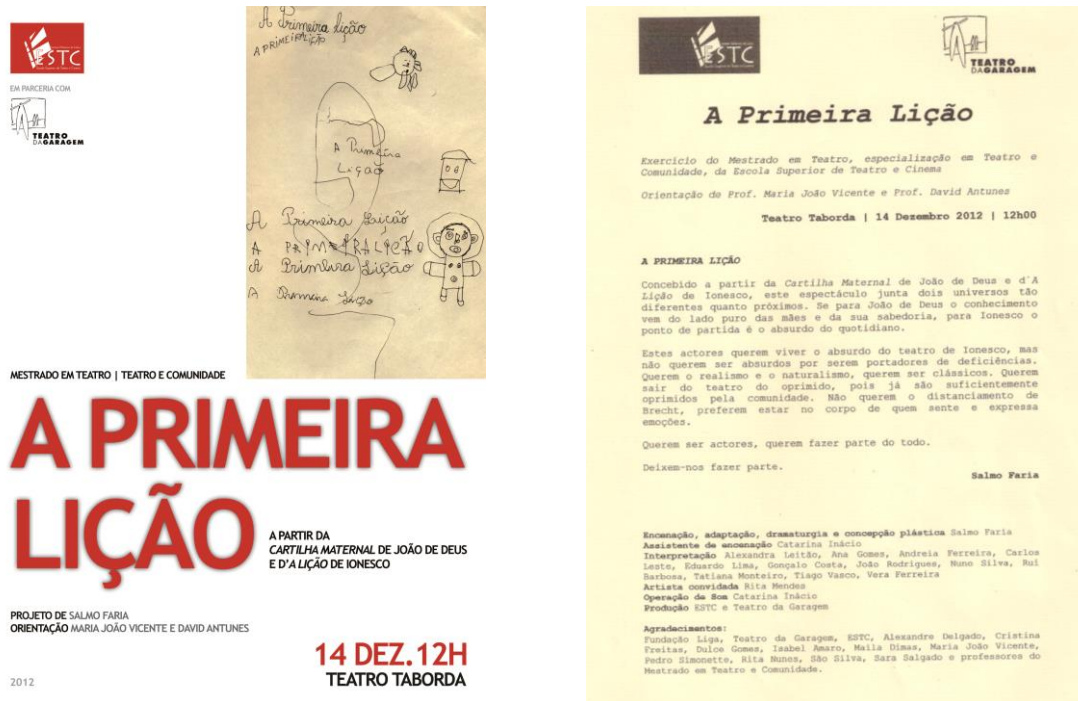 ESTC
EM PARCERIA COM
TEATRO
DAGARAGEM
A Primeira lição
A PRIMEIRA LIÇÃO
A Primeira
Lição
A Primeira Lição
A PRIMEIRA LIÇÃO
A Primeira Lição
A Primeira Lição
MESTRADO EM TEATRO | TEATRO E COMUNIDADE
A PRIMEIRA
LIÇÃO
A PARTIR DA
CARTILHA MATERNAL DE JOÃO DE DEUS
E D'A LIÇÃO DE IONESCO
PROJETO DE SALMO FARIA
ORIENTAÇÃO MARIA JOÃO VICENTE E DAVID ANTUNES
14 DEZ. 12H
TEATRO TABORDA
2012
ESTC
TEATRO
DAGARAGEM
A Primeira Lição
Exercício do Mestrado em Teatro, especialização em Teatro e
Comunidade, da Escola Superior de Teatro e Cinema
Orientação de Prof. Maria João Vicente e Prof. David Antunes
Teatro Taborda | 14 Dezembro 2012 | 12h00
A PRIMEIRA LIÇÃO
Concebido a partir da Cartilha Maternal de João de Deus e d'A
Lição de Ionesco, este espectáculo junta dois universos tão
diferentes quanto próximos. Se para João de Deus o conhecimento
vem do lado puro das mães e da sua sabedoria, para Ionesco o
ponto de partida é o absurdo do quotidiano.
Estes actores querem viver o absurdo do teatro de Ionesco, mas
não querem ser absurdos por serem portadores de deficiências.
Querem o realismo e o naturalismo, querem ser clássicos. Querem
sair do teatro do oprimido, pois já são suficientemente
oprimidos pela comunidade. Não querem o distanciamento de
Brecht, preferem estar no corpo de quem sente e expressa
emoções.
Querem ser actores, querem fazer parte do todo.
Deixem-nos fazer parte.
Salmo Faria
Encenação, adaptação, dramaturgia e concepção plástica Salmo Faria
Assistente de encenação Catarina Inácio
Interpretação Alexandra Leitão, Ana Gomes, Andreia Ferreira, Carlos
Leste, Eduardo Lima, Gonçalo Costa, João Rodrigues, Nuno Silva, Rui
Barbosa, Tatiana Monteiro, Tiago Vasco, Vera Ferreira
Artista convidada Rita Mendes
Operação de Som Catarina Inácio
Produção ESTC e Teatro da Garagem
Agradecimentos:
Fundação Liga, Teatro da Garagem, ESTC, Alexandre Delgado, Cristina
Freitas, Dulce Gomes, Isabel Amaro, Maila Dimas, Maria João Vicente,
Pedro Simonette, Rita Nunes, São Silva, Sara Salgado e professores do
Mestrado em Teatro e Comunidade.